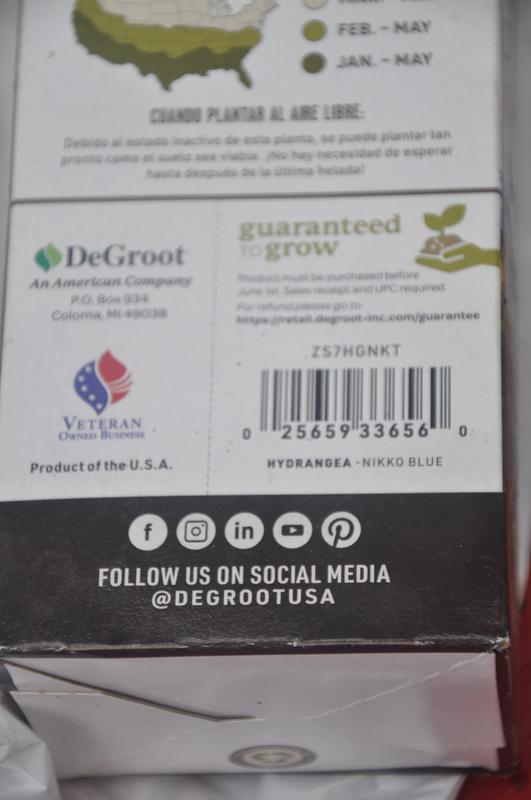 FEB. – MAY
JAN. – MAY
CUANDO PLANTAR AL AIRE LIBRE:
Debido al estado inactivo de esta planta, se puede plantar tan
pronto como el suelo sea viable. ¡No hay necesidad de esperar
hasta después de la última helada!
DeGroot
An American Company
P.O. Box 934
Coloma, MI 49038
VETERAN
OWNED BUSINESS
Product of the U.S.A.
guaranteed
TO grow
Product must be purchased before
June 1st. Sales receipt and UPC required.
For refund please go to:
https://retail.degroot-inc.com/guarantee
ZS7HGNKT
0 25659 33656 0
HYDRANGEA - NIKKO BLUE
FOLLOW US ON SOCIAL MEDIA
@DEGROOTUSA